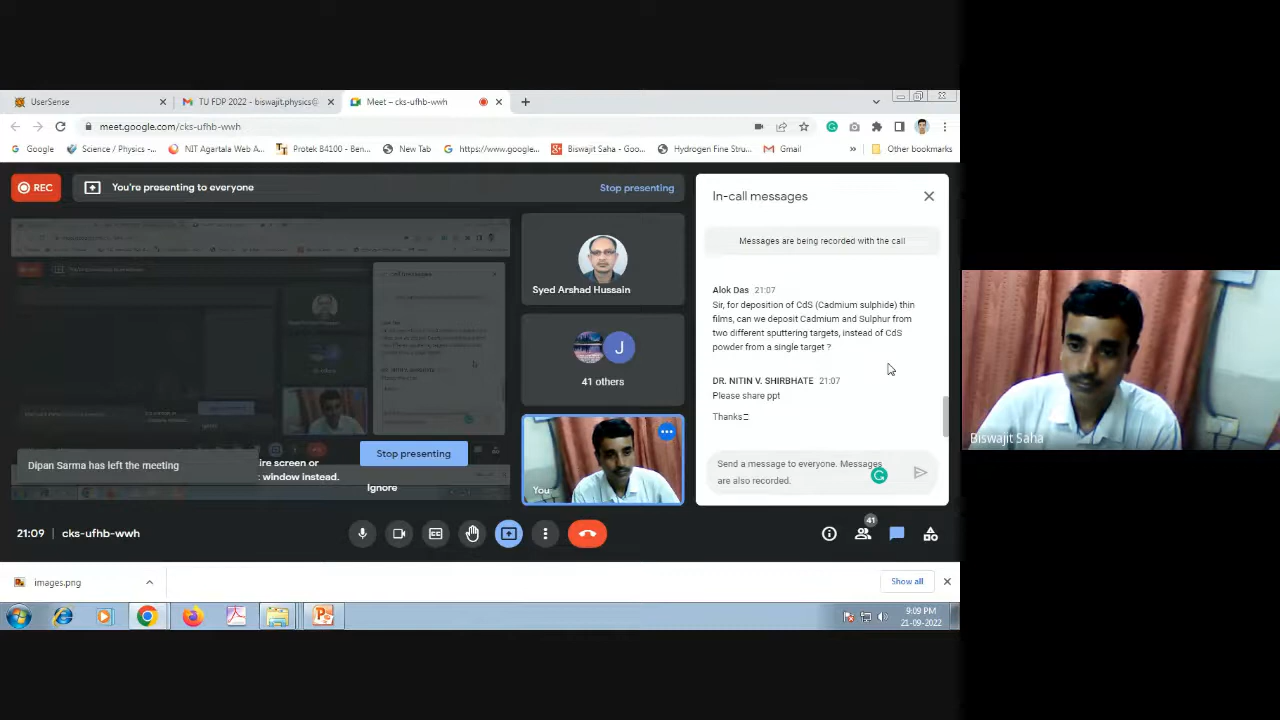 UserSense
TU FDP 2022 - biswajit.physics@
Meet – cks-ufhb-wwh
meet.google.com/cks-ufhb-wwh
Google
Science / Physics -...
NIT Agartala Web A...
Protek B4100 - Ben...
New Tab
https://www.google...
Biswajit Saha - Goo...
Hydrogen Fine Stru...
Gmail
»
Other bookmarks
REC
You're presenting to everyone
Stop presenting
Syed Arshad Hussain
J
41 others
You
Dipan Sarma has left the meeting
ire screen or
window instead.
Stop presenting
Ignore
In-call messages
Messages are being recorded with the call
Alok Das 21:07
Sir, for deposition of CdS (Cadmium sulphide) thin
films, can we deposit Cadmium and Sulphur from
two different sputtering targets, instead of CdS
powder from a single target ?
DR. NITIN V. SHIRBHATE 21:07
Please share ppt
Thanks
Send a message to everyone. Messages
are also recorded.
21:09 cks-ufhb-wwh
41
images.png
Show all
9:09 PM
21-09-2022
Biswajit Saha